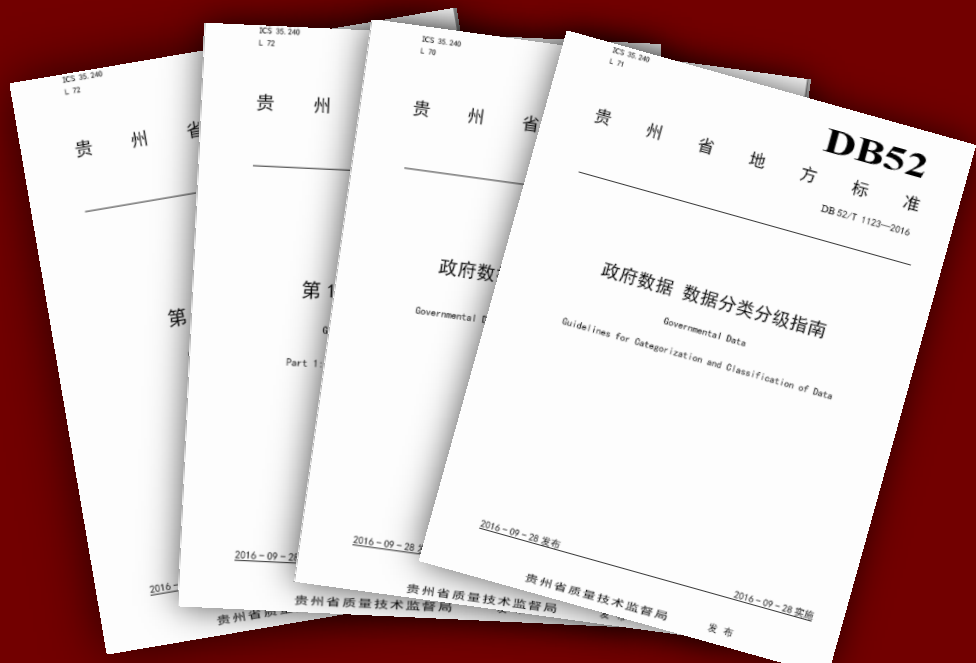 ICS 35.240
L 72
贵 州 省
第
2016-
贵州省质
ICS 35.240
L 72
贵 州
第 1
G
Part 1:
2016-09-28
贵州省质量技术监督局
ICS 35.240
L 70
贵 州 省
政府数
Governmental D
2016-09-28
贵州省质量技术监督局
发布
ICS 35.240
L 71
DB52
贵 州 省 地 方 标 准
DB 52/T 1123—2016
政府数据 数据分类分级指南
Governmental Data
Guidelines for Categorization and Classification of Data
2016-09-28 发布
2016-09-28 实施
贵州省质量技术监督局 发 布